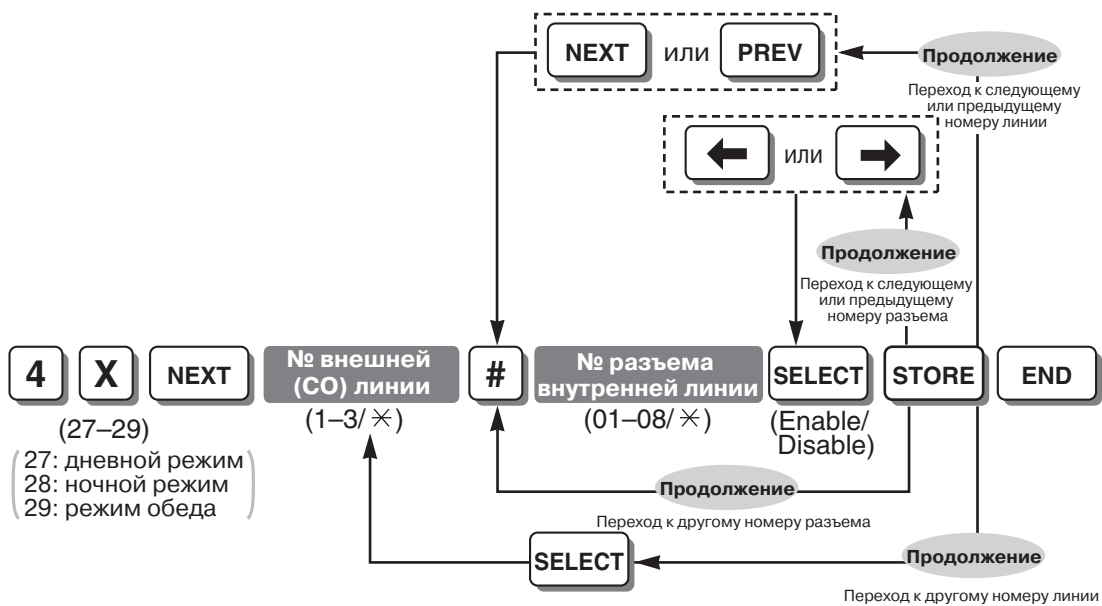 NEXT или PREV
Продолжение
Переход к следующему
или предыдущему
номеру линии
← или →
Продолжение
Переход к следующему
или предыдущему
номеру разъема
4 X NEXT № внешней (CO) линии # № разъема внутренней линии SELECT STORE END
(27–29)
27: дневной режим
28: ночной режим
29: режим обеда
(1–3/✳)
(01–08/✳)
(Enable/
Disable)
Продолжение
Переход к другому номеру разъема
SELECT
Продолжение
Переход к другому номеру линии